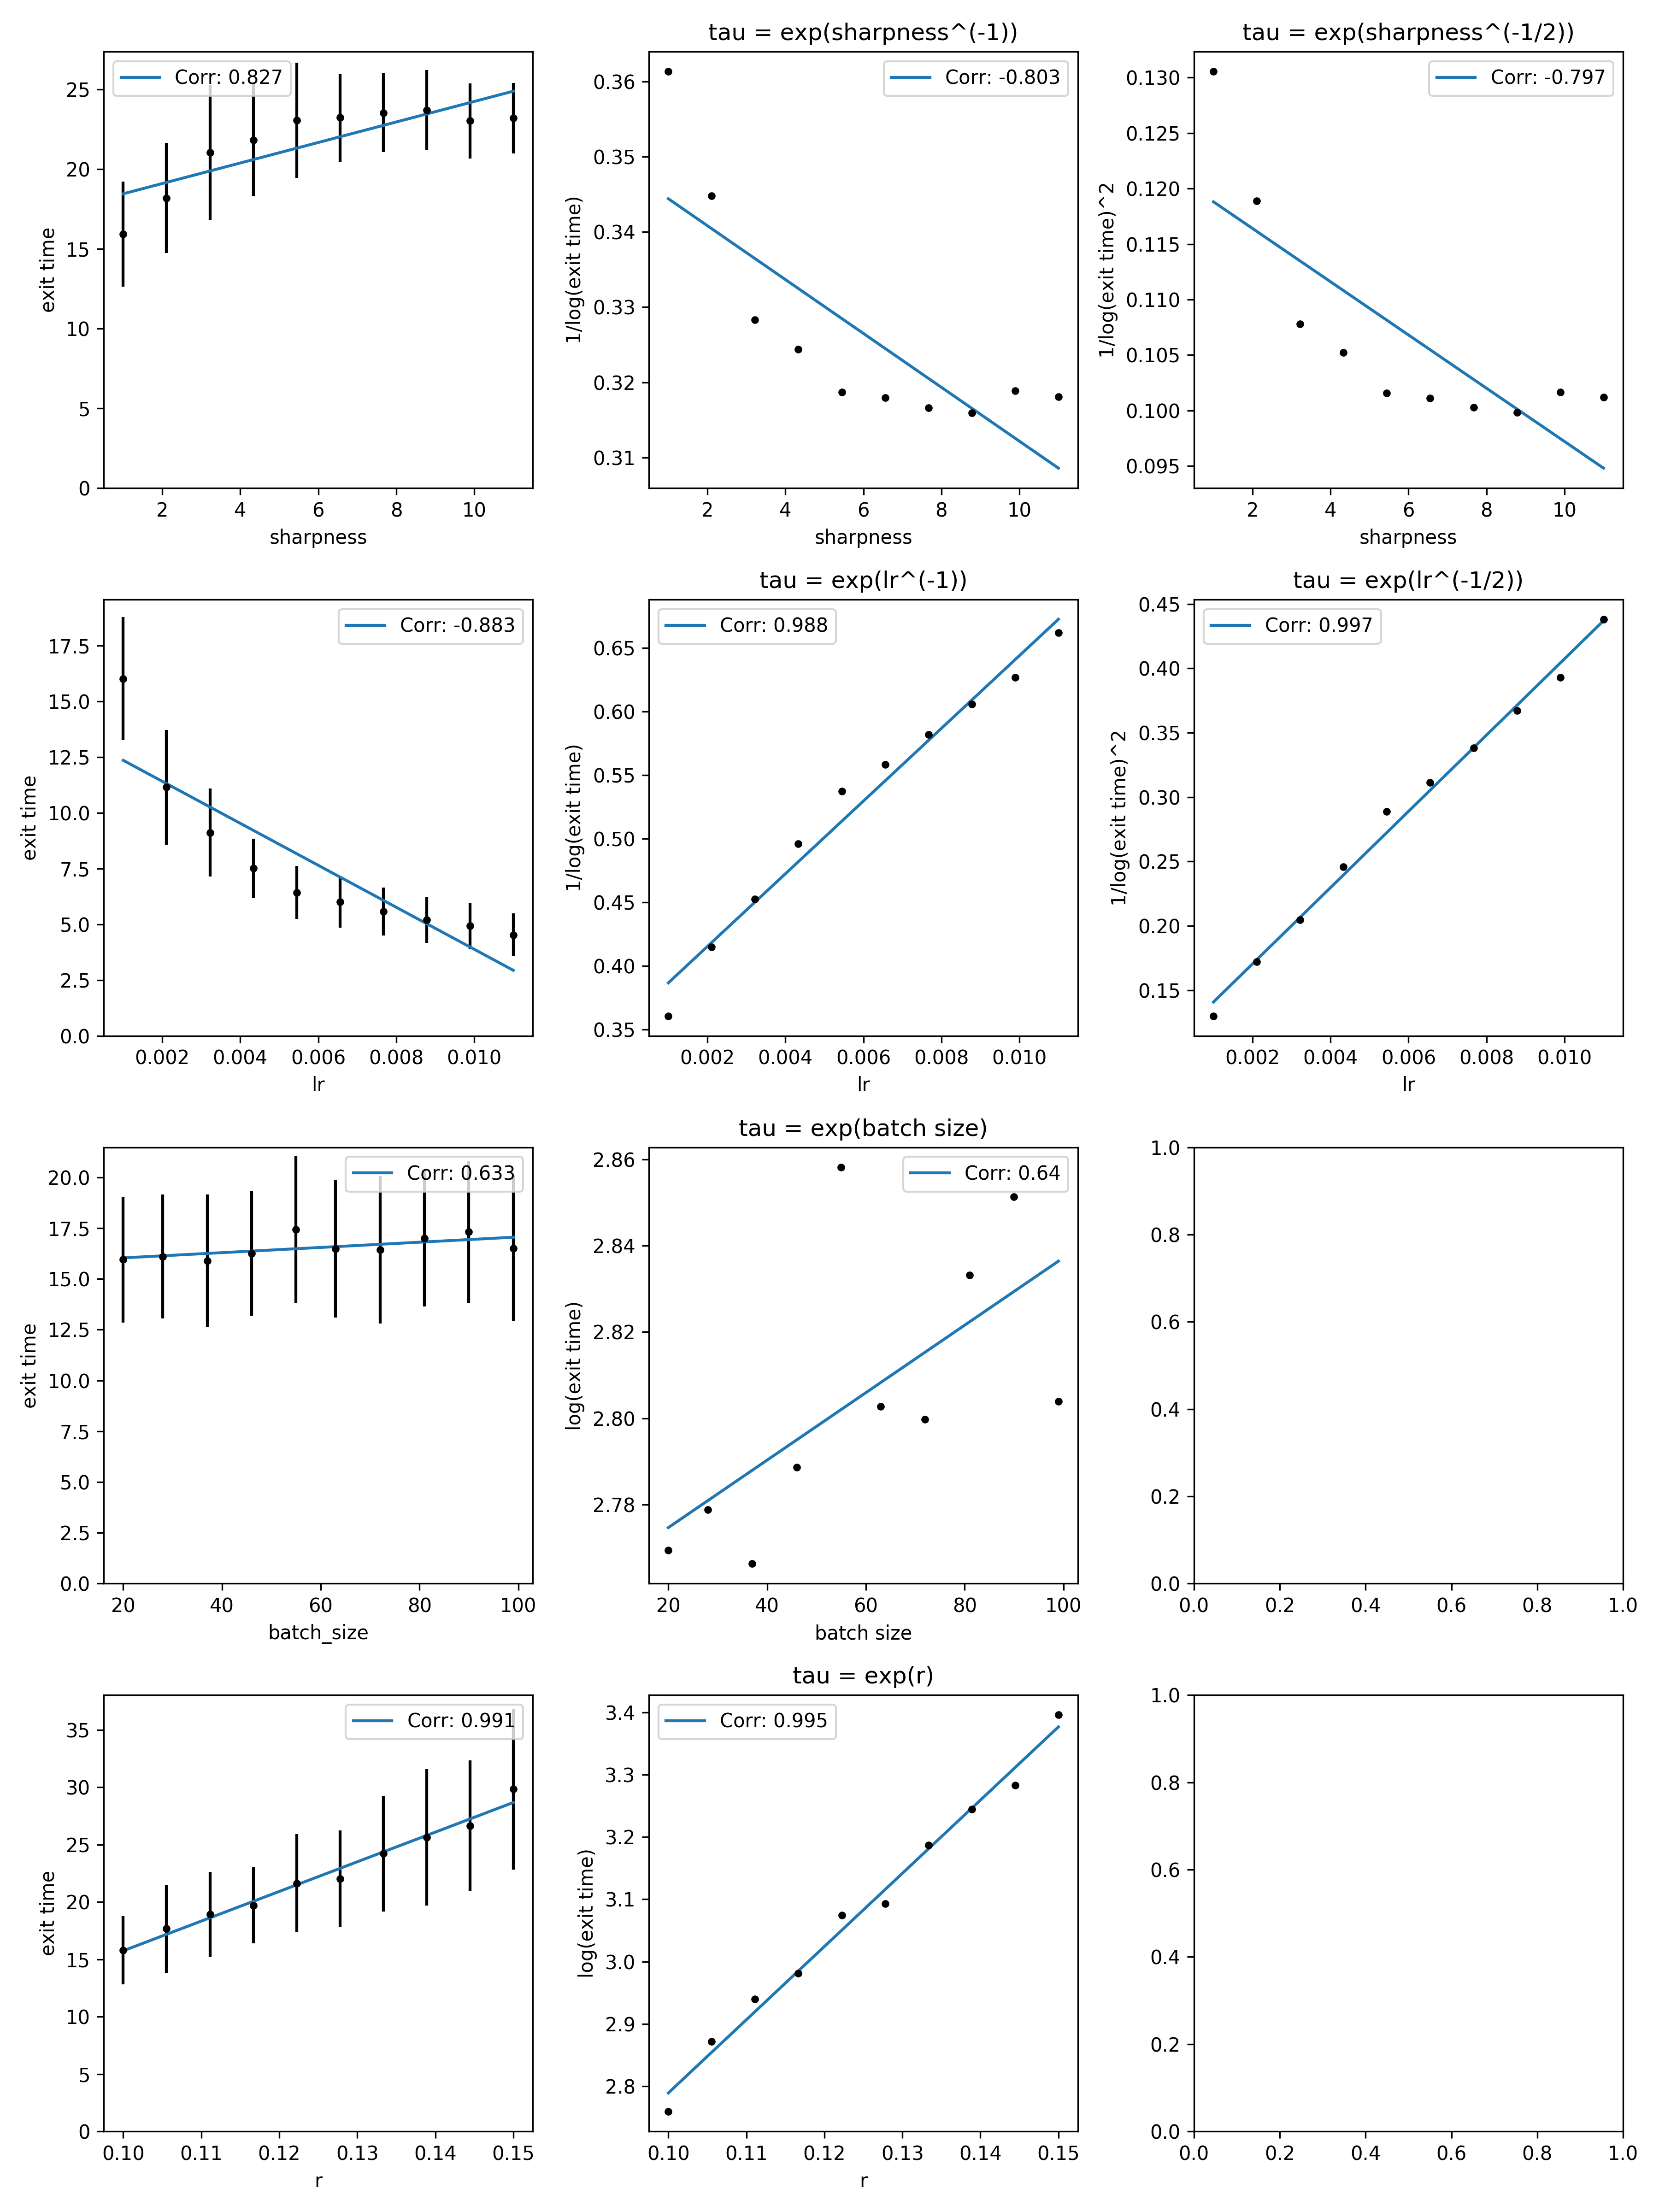 Corr: 0.827
25
20
15
10
5
0
exit time
2 4 6 8 10
sharpness
tau = exp(sharpness^(-1))
Corr: -0.803
0.36
0.35
0.34
0.33
0.32
0.31
1/log(exit time)
2 4 6 8 10
sharpness
tau = exp(sharpness^(-1/2))
Corr: -0.797
0.130
0.125
0.120
0.115
0.110
0.105
0.100
0.095
1/log(exit time)^2
2 4 6 8 10
sharpness
Corr: -0.883
17.5
15.0
12.5
10.0
7.5
5.0
2.5
0.0
exit time
0.002 0.004 0.006 0.008 0.010
lr
tau = exp(lr^(-1))
Corr: 0.988
0.65
0.60
0.55
0.50
0.45
0.40
0.35
1/log(exit time)
0.002 0.004 0.006 0.008 0.010
lr
tau = exp(lr^(-1/2))
Corr: 0.997
0.45
0.40
0.35
0.30
0.25
0.20
0.15
1/log(exit time)^2
0.002 0.004 0.006 0.008 0.010
lr
Corr: 0.633
20.0
17.5
15.0
12.5
10.0
7.5
5.0
2.5
0.0
exit time
20 40 60 80 100
batch_size
tau = exp(batch size)
Corr: 0.64
2.86
2.84
2.82
2.80
2.78
log(exit time)
20 40 60 80 100
batch size
1.0
0.8
0.6
0.4
0.2
0.0
0.0 0.2 0.4 0.6 0.8 1.0
Corr: 0.991
35
30
25
20
15
10
5
0
exit time
0.10 0.11 0.12 0.13 0.14 0.15
r
tau = exp(r)
Corr: 0.995
3.4
3.3
3.2
3.1
3.0
2.9
2.8
log(exit time)
0.10 0.11 0.12 0.13 0.14 0.15
r
1.0
0.8
0.6
0.4
0.2
0.0
0.0 0.2 0.4 0.6 0.8 1.0